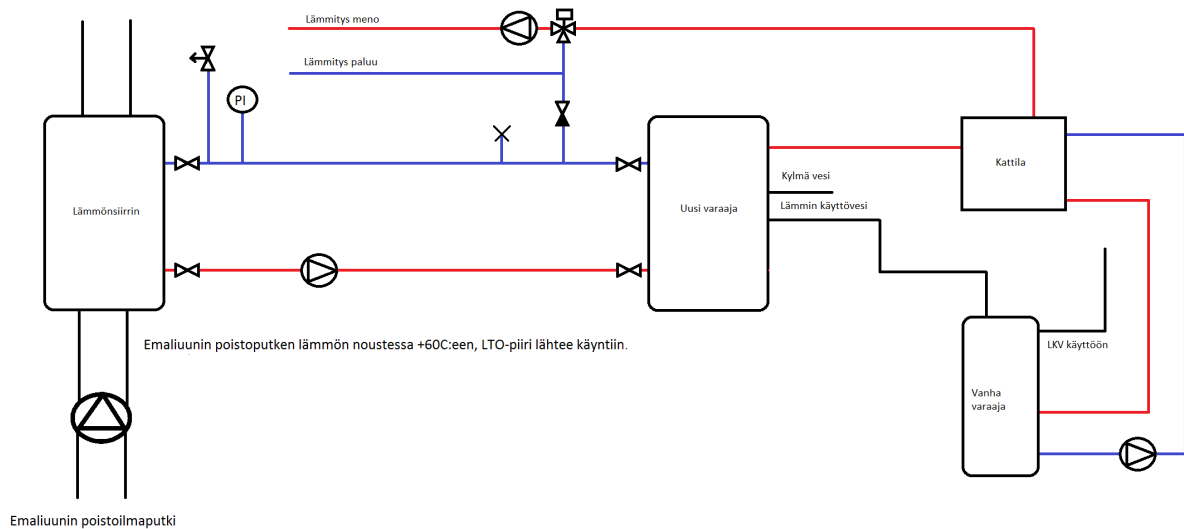 Lämmitys meno
Lämmitys paluu
PI
Lämmönsiirrin
Uusi varaaja
Kylmä vesi
Lämmin käyttövesi
Kattila
Emaliuunin poistoputken lämmön noustessa +60C:een, LTO-piiri lähtee käyntiin.
LKV käyttöön
Vanha
varaaja
Emaliuunin poistoilmaputki